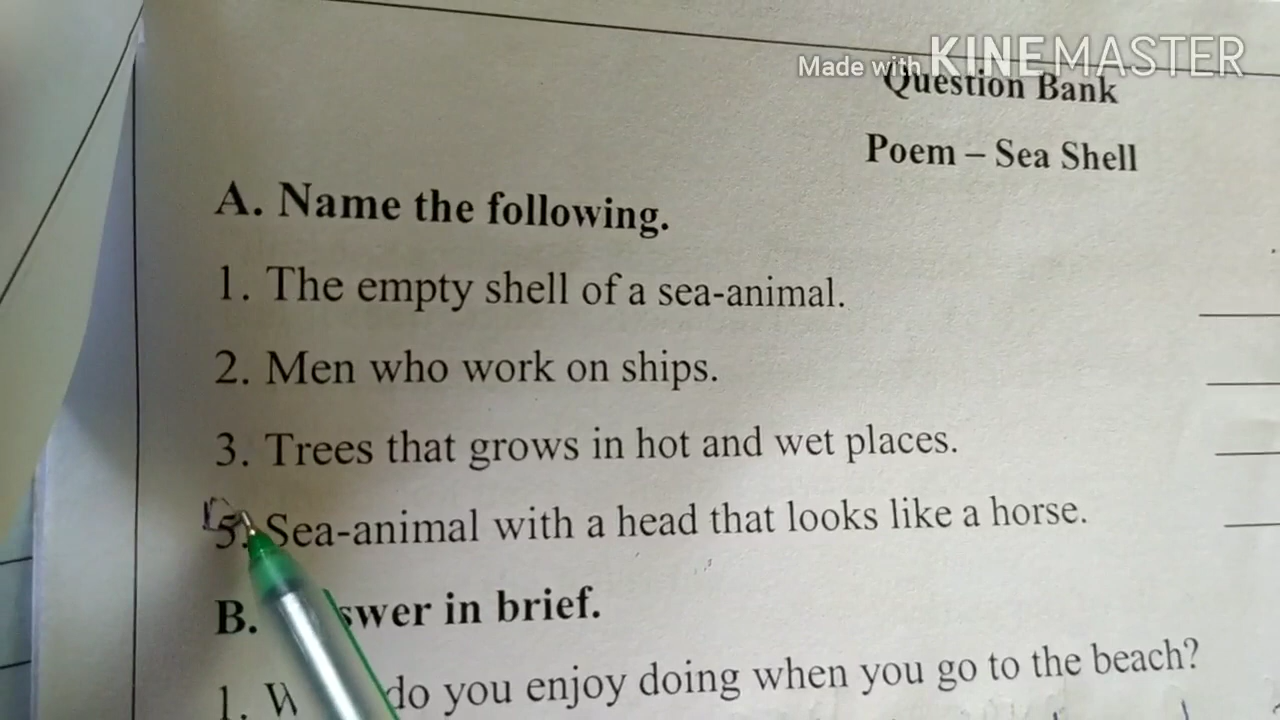 Made with KINEMASTER
Question Bank
Poem – Sea Shell
A. Name the following.
1. The empty shell of a sea-animal.
2. Men who work on ships.
3. Trees that grows in hot and wet places.
5. Sea-animal with a head that looks like a horse.
B. in brief.
1. do you enjoy doing when you go to the beach?